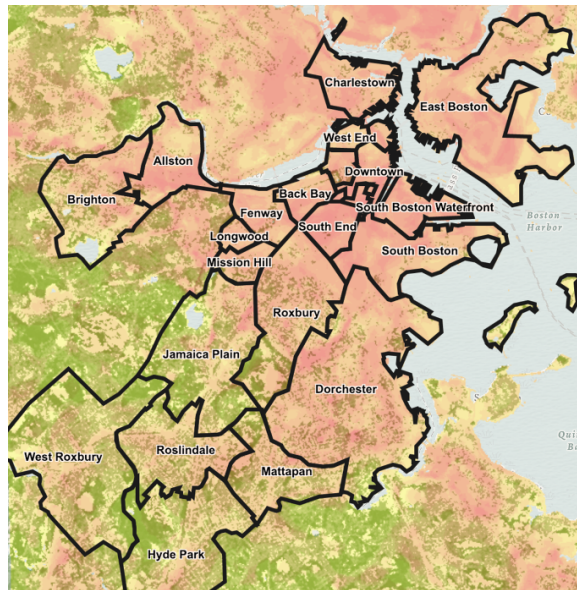 Charlestown
East Boston
West End
Allston
Downtown
Brighton
Back Bay
Fenway
South Boston Waterfront
Boston
Harbor
South End
Longwood
South Boston
Mission Hill
Roxbury
Jamaica Plain
Dorchester
West Roxbury
Roslindale
Mattapan
Hyde Park